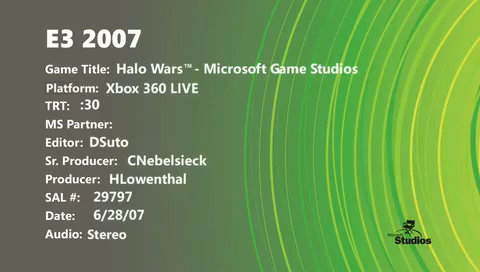 E3 2007
Game Title: Halo Wars™ - Microsoft Game Studios
Platform: Xbox 360 LIVE
TRT: :30
MS Partner:
Editor: DSuto
Sr. Producer: CNebelsieck
Producer: HLowenthal
SAL #: 29797
Date: 6/28/07
Audio: Stereo
Studios